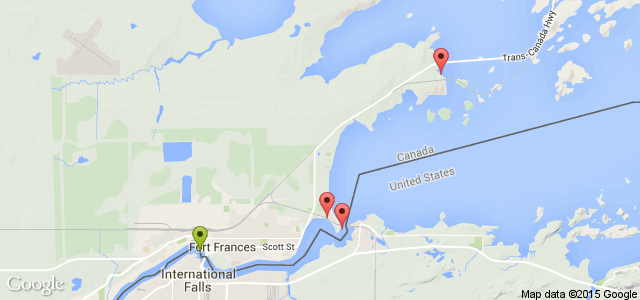 Trans-Canada Hwy
Canada
United States
Fort Frances
Scott St
International
Falls
Google
Map data ©2015 Google